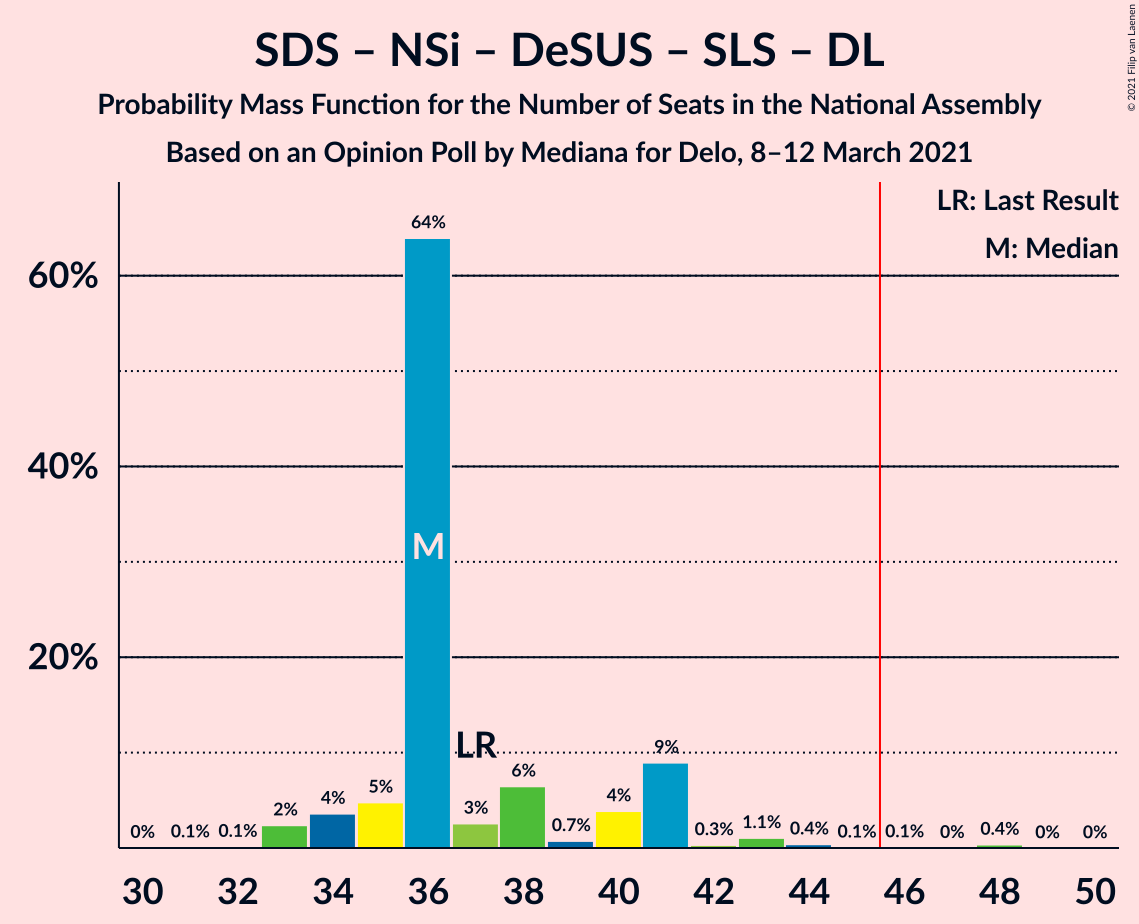 SDS – NSi – DeSUS – SLS – DL
Probability Mass Function for the Number of Seats in the National Assembly
Based on an Opinion Poll by Mediana for Delo, 8–12 March 2021
© 2021 Filip van Laenen
LR: Last Result
M: Median
60%
40%
20%
0%
0.1%
0.1%
2%
4%
5%
64%
M
LR
3%
6%
0.7%
4%
9%
0.3%
1.1%
0.4%
0.1%
0.1%
0%
0.4%
0%
0%
30 32 34 36 38 40 42 44 46 48 50